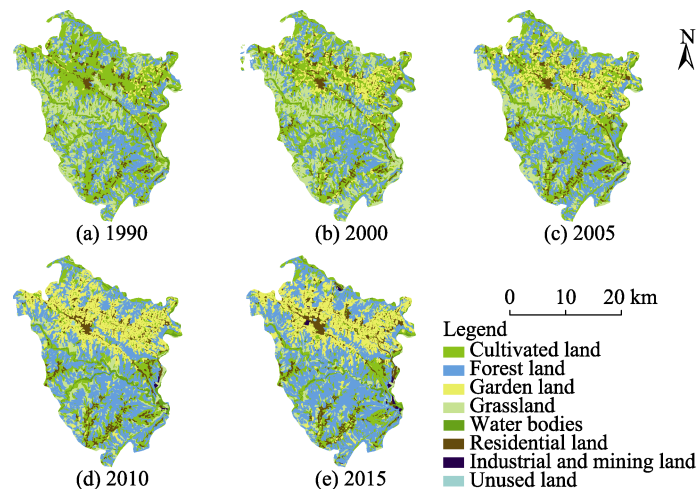 N
(a) 1990
(b) 2000
(c) 2005
(d) 2010
(e) 2015
0 10 20 km
Legend
Cultivated land
Forest land
Garden land
Grassland
Water bodies
Residential land
Industrial and mining land
Unused land